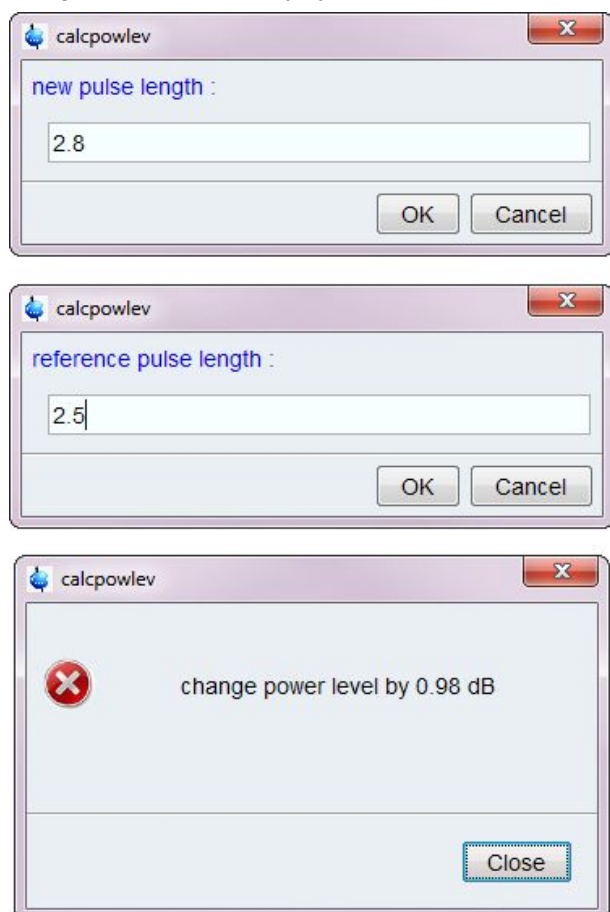 calcpowlev
new pulse length :
2.8
OK Cancel
calcpowlev
reference pulse length :
2.5
OK Cancel
calcpowlev
change power level by 0.98 dB
Close